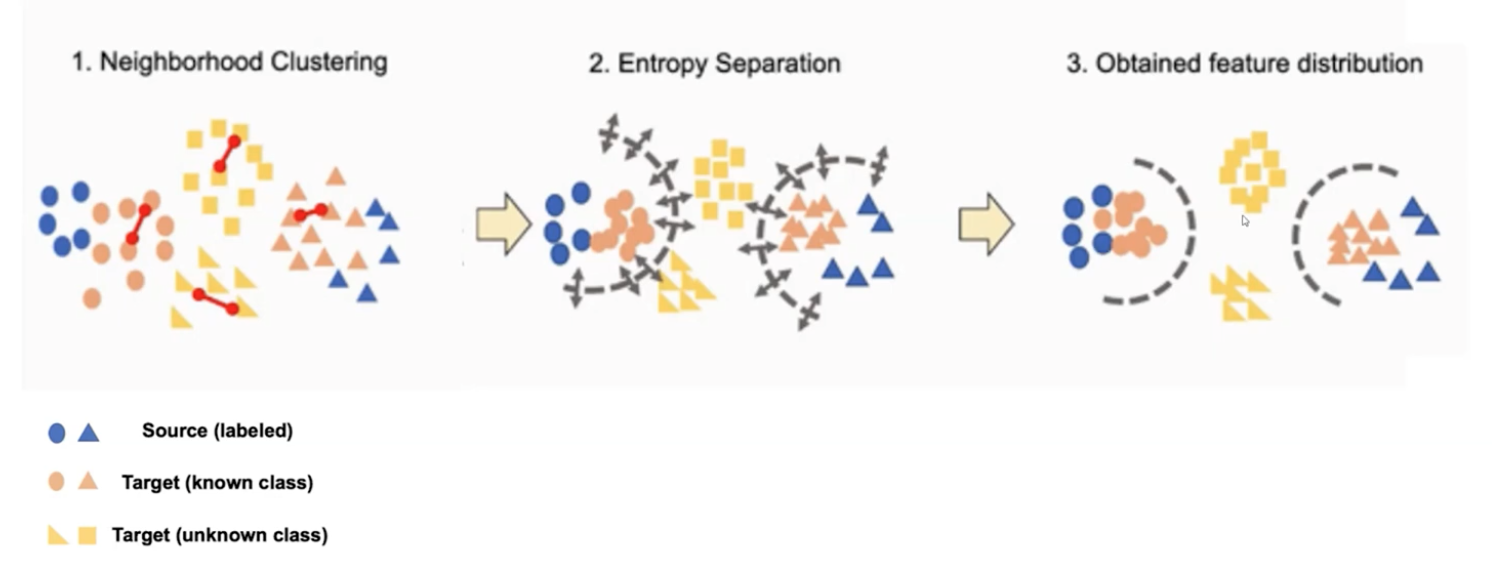 1. Neighborhood Clustering
2. Entropy Separation
3. Obtained feature distribution
Source (labeled)
Target (known class)
Target (unknown class)